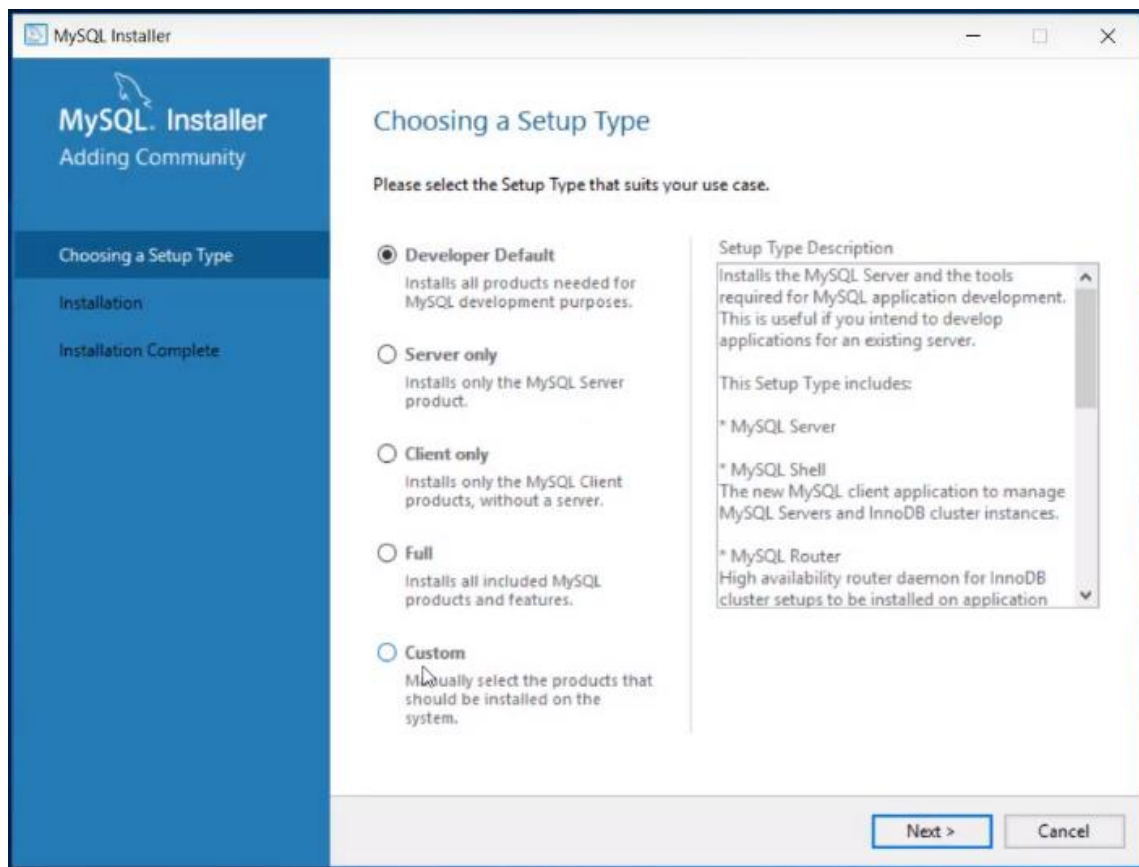 MySQL Installer
MySQL. Installer
Adding Community
Choosing a Setup Type
Installation
Installation Complete
Choosing a Setup Type
Please select the Setup Type that suits your use case.
Developer Default
Installs all products needed for
MySQL development purposes.
Server only
Installs only the MySQL Server
product.
Client only
Installs only the MySQL Client
products, without a server.
Full
Installs all included MySQL
products and features.
Custom
Manually select the products that
should be installed on the
system.
Setup Type Description
Installs the MySQL Server and the tools
required for MySQL application development.
This is useful if you intend to develop
applications for an existing server.
This Setup Type includes:
* MySQL Server
* MySQL Shell
The new MySQL client application to manage
MySQL Servers and InnoDB cluster instances.
* MySQL Router
High availability router daemon for InnoDB
cluster setups to be installed on application
Next >
Cancel